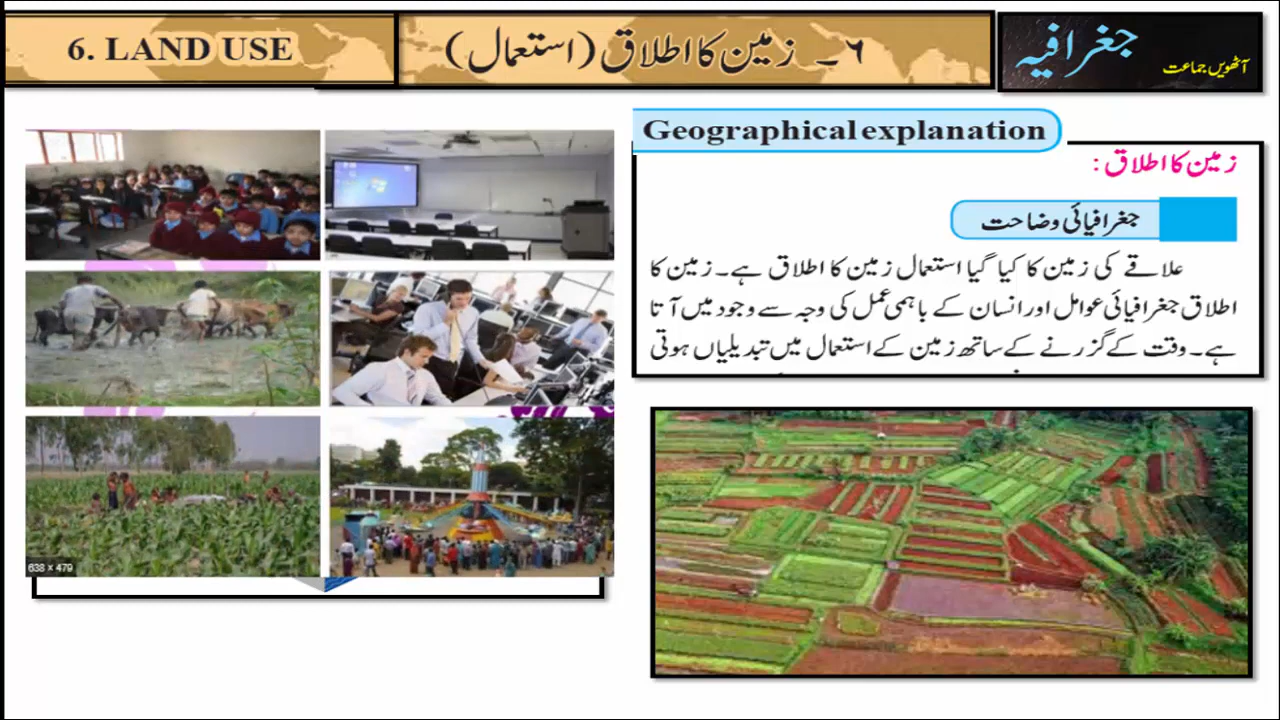 6. LAND USE
۶۔ زمین کا اطلاق (استعمال)
جغرافیہ
آٹھویں جماعت
Geographical explanation
زمین کا اطلاق :
جغرافیائی وضاحت
علاقے کی زمین کا کیا گیا استعمال زمین کا اطلاق ہے۔ زمین کا
اطلاق جغرافیائی عوامل اور انسان کے باہمی عمل کی وجہ سے وجود میں آتا
ہے۔ وقت کے گزرنے کے ساتھ زمین کے استعمال میں تبدیلیاں ہوتی
638 × 479